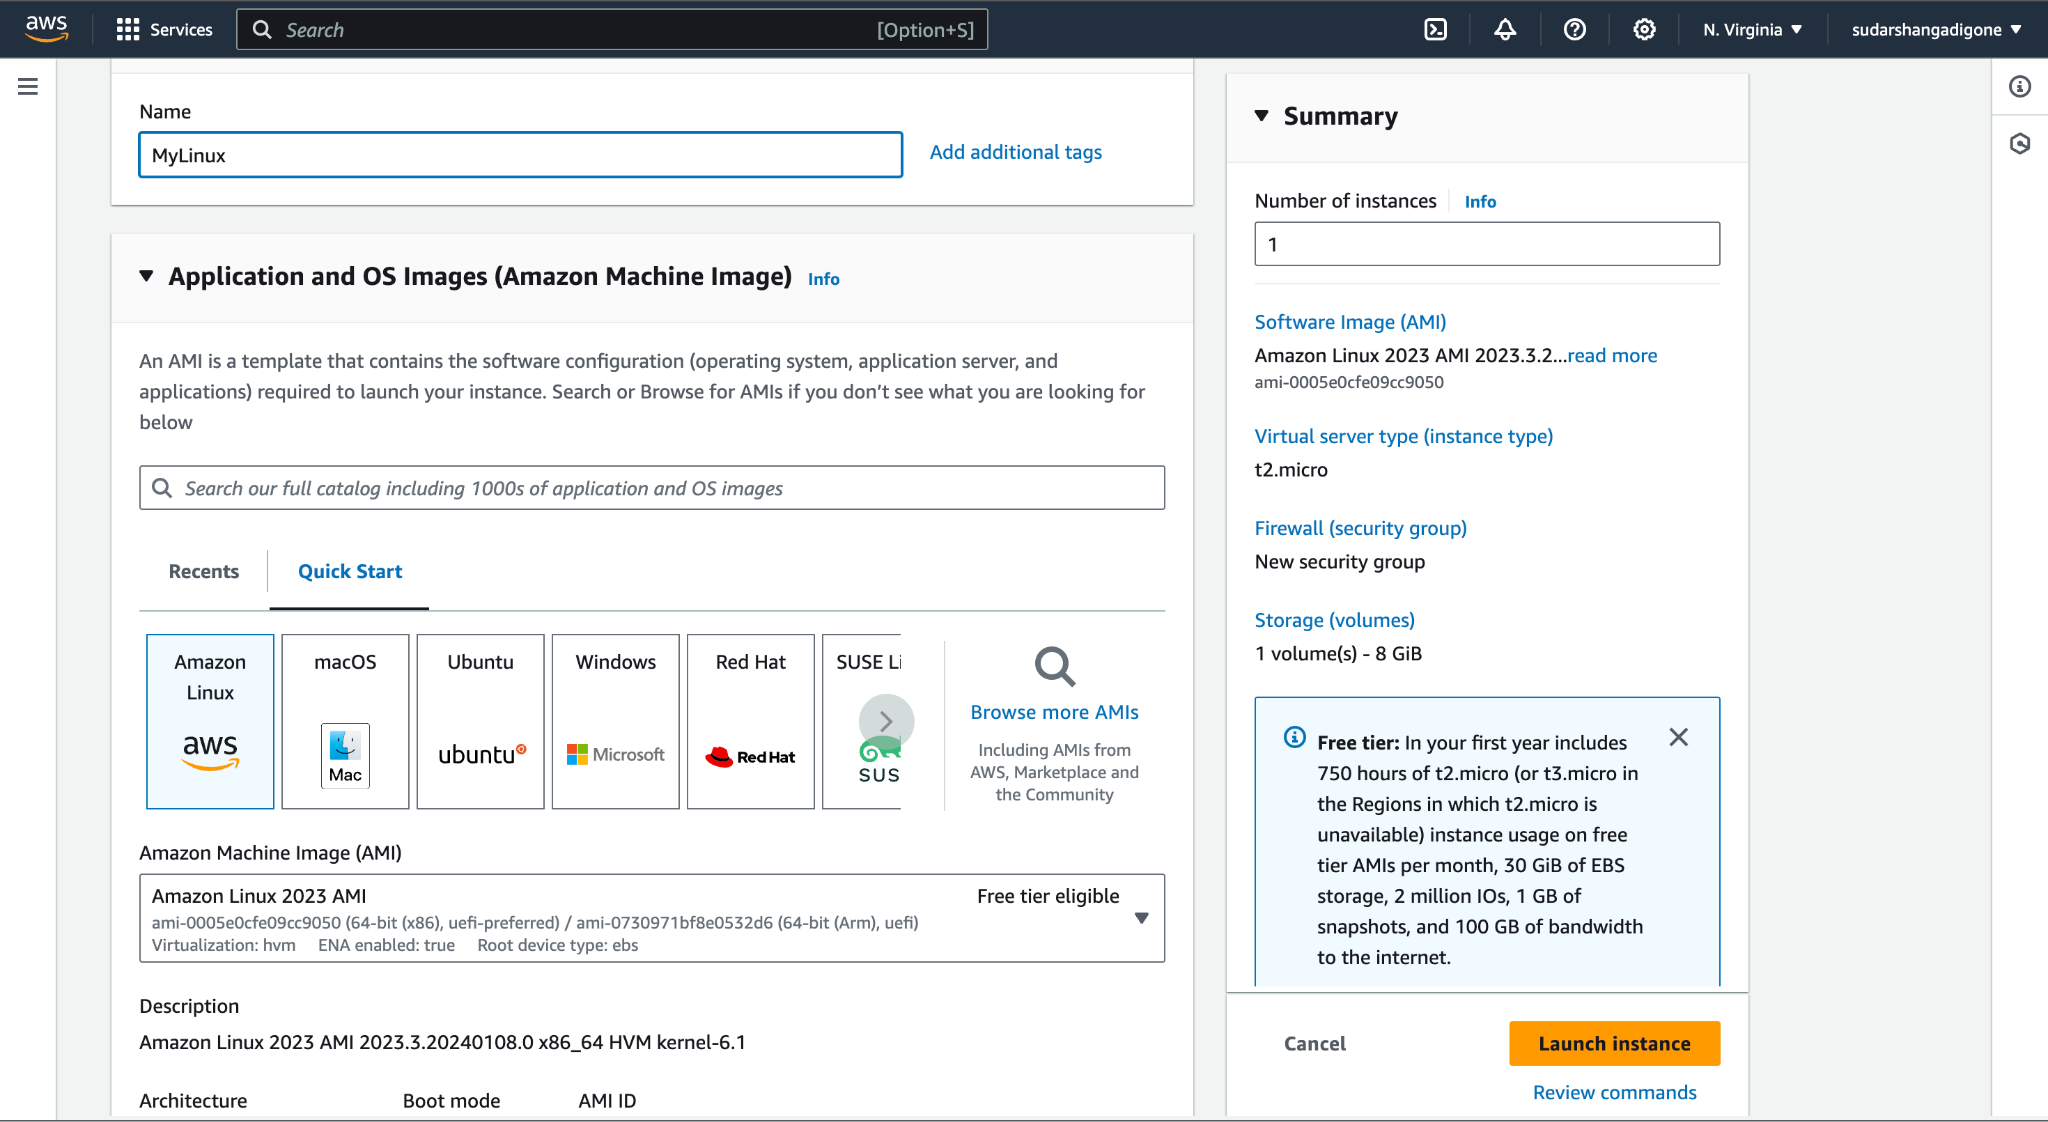 aws
Services
Search
[Option+S]
N. Virginia
sudarshangadigone
Name
MyLinux
Add additional tags
Application and OS Images (Amazon Machine Image)
Info
An AMI is a template that contains the software configuration (operating system, application server, and
applications) required to launch your instance. Search or Browse for AMIs if you don’t see what you are looking for
below
Search our full catalog including 1000s of application and OS images
Recents
Quick Start
Amazon
Linux
aws
macOS
Mac
Ubuntu
ubuntu
Windows
Microsoft
Red Hat
Red Hat
SUSE Li
SUS
Browse more AMIs
Including AMIs from
AWS, Marketplace and
the Community
Amazon Machine Image (AMI)
Amazon Linux 2023 AMI
Free tier eligible
ami-0005e0cfe09cc9050 (64-bit (x86), uefi-preferred) / ami-0730971bf8e0532d6 (64-bit (Arm), uefi)
Virtualization: hvm ENA enabled: true Root device type: ebs
Description
Amazon Linux 2023 AMI 2023.3.20240108.0 x86_64 HVM kernel-6.1
Architecture
Boot mode
AMI ID
Summary
Number of instances
Info
1
Software Image (AMI)
Amazon Linux 2023 AMI 2023.3.2...read more
ami-0005e0cfe09cc9050
Virtual server type (instance type)
t2.micro
Firewall (security group)
New security group
Storage (volumes)
1 volume(s) - 8 GiB
Free tier: In your first year includes
750 hours of t2.micro (or t3.micro in
the Regions in which t2.micro is
unavailable) instance usage on free
tier AMIs per month, 30 GiB of EBS
storage, 2 million IOs, 1 GB of
snapshots, and 100 GB of bandwidth
to the internet.
Cancel
Launch instance
Review commands